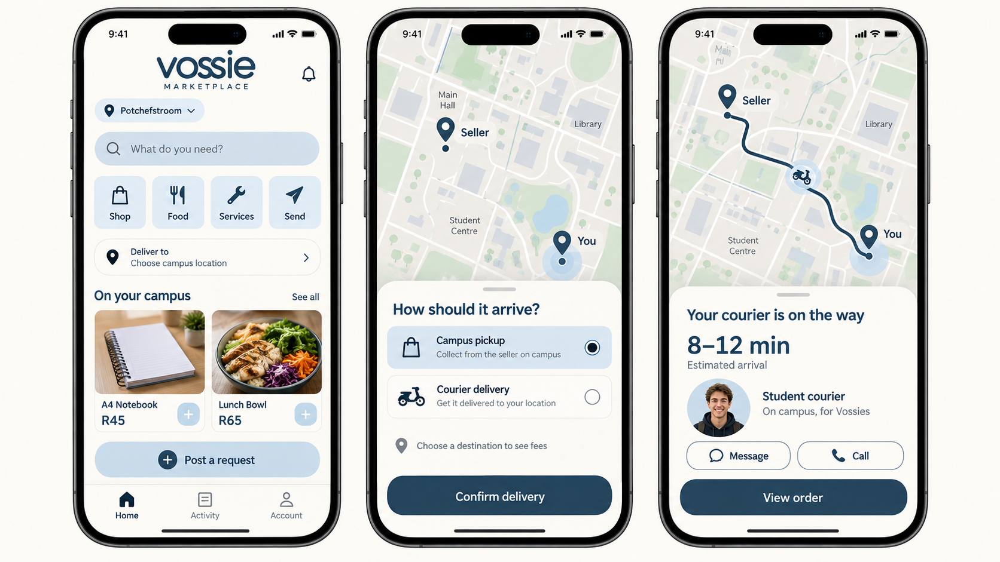 9:41
vossie
MARKETPLACE
Potchefstroom
What do you need?
Shop
Food
Services
Send
Deliver to
Choose campus location
On your campus
See all
A4 Notebook
R45
Lunch Bowl
R65
Post a request
Home
Activity
Account
9:41
Main
Hall
Seller
Library
Student
Centre
You
How should it arrive?
Campus pickup
Collect from the seller on campus
Courier delivery
Get it delivered to your location
Choose a destination to see fees
Confirm delivery
9:41
Main
Seller
Library
Student
Centre
You
Your courier is on the way
8–12 min
Estimated arrival
Student courier
On campus, for Vossies
Message
Call
View order